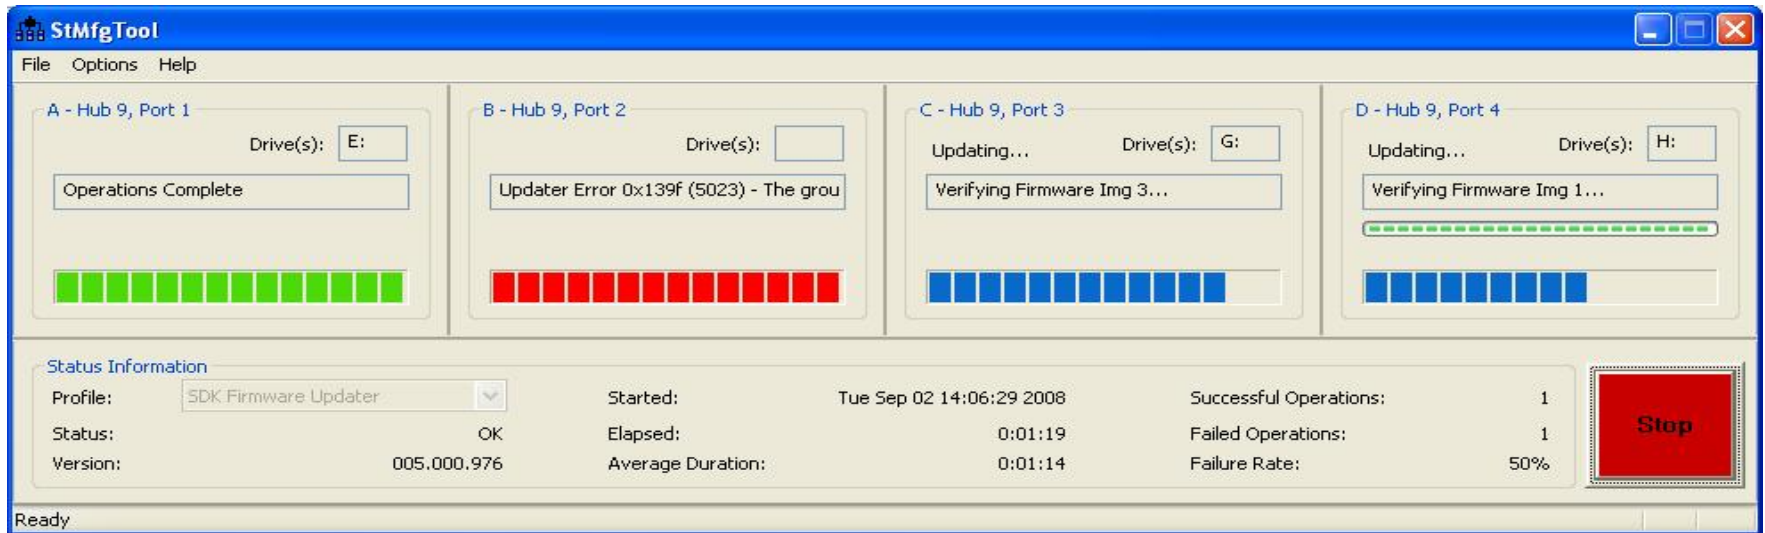 StMfgTool
File Options Help
A - Hub 9, Port 1
Drive(s): E:
Operations Complete
B - Hub 9, Port 2
Drive(s):
Updater Error 0x139f (5023) - The grou
C - Hub 9, Port 3
Updating... Drive(s): G:
Verifying Firmware Img 3...
D - Hub 9, Port 4
Updating... Drive(s): H:
Verifying Firmware Img 1...
Status Information
Profile: SDK Firmware Updater Started: Tue Sep 02 14:06:29 2008 Successful Operations: 1
Status: OK Elapsed: 0:01:19 Failed Operations: 1
Version: 005.000.976 Average Duration: 0:01:14 Failure Rate: 50%
Stop
Ready